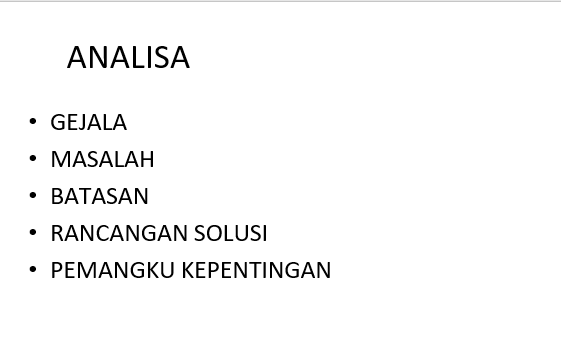 ANALISA
• GEJALA
• MASALAH
• BATASAN
• RANCANGAN SOLUSI
• PEMANGKU KEPENTINGAN